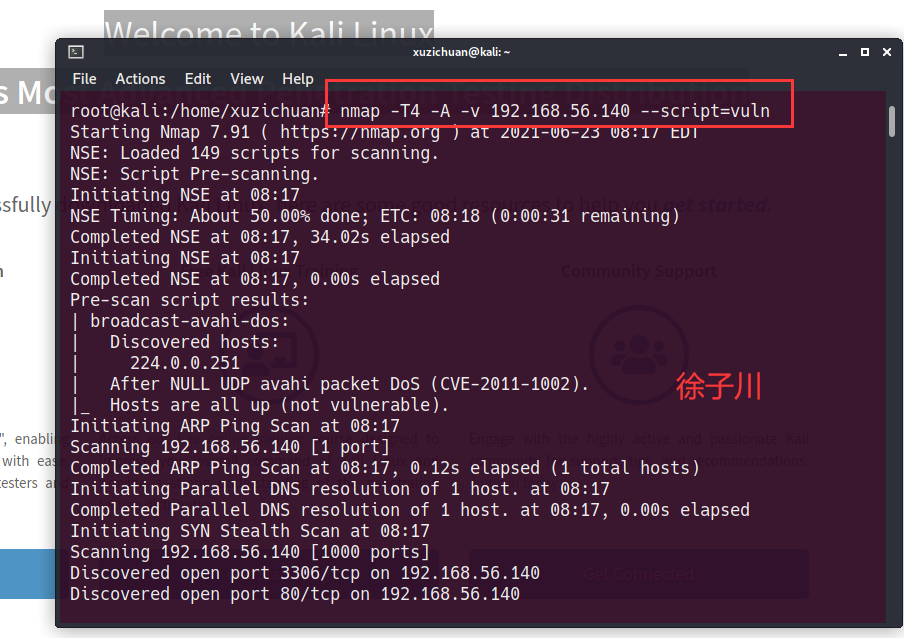 Welcome to Kali Linux
xuzichuan@kali: ~
File Actions Edit View Help
root@kali:/home/xuzichuan# nmap -T4 -A -v 192.168.56.140 --script=vuln
Starting Nmap 7.91 ( https://nmap.org ) at 2021-06-23 08:17 EDT
NSE: Loaded 149 scripts for scanning.
NSE: Script Pre-scanning.
Initiating NSE at 08:17
NSE Timing: About 50.00% done; ETC: 08:18 (0:00:31 remaining)
Completed NSE at 08:17, 34.02s elapsed
Initiating NSE at 08:17
Completed NSE at 08:17, 0.00s elapsed
Community Support
Pre-scan script results:
| broadcast-avahi-dos:
|   Discovered hosts:
|     224.0.0.251
|   After NULL UDP avahi packet DoS (CVE-2011-1002).
|_  Hosts are all up (not vulnerable).
徐子川
Initiating ARP Ping Scan at 08:17
Scanning 192.168.56.140 [1 port]
Completed ARP Ping Scan at 08:17, 0.12s elapsed (1 total hosts)
Initiating Parallel DNS resolution of 1 host. at 08:17
Completed Parallel DNS resolution of 1 host. at 08:17, 0.00s elapsed
Initiating SYN Stealth Scan at 08:17
Scanning 192.168.56.140 [1000 ports]
Discovered open port 3306/tcp on 192.168.56.140
Discovered open port 80/tcp on 192.168.56.140
Get Connected